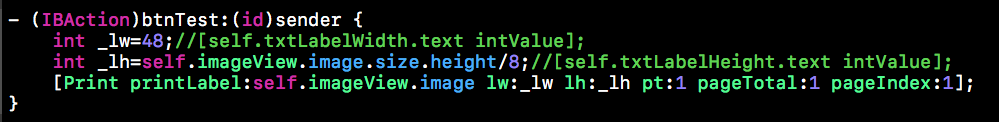 - (IBAction)btnTest:(id)sender {
int _lw=48;//[self.txtLabelWidth.text intValue];
int _lh=self.imageView.image.size.height/8;//[self.txtLabelHeight.text intValue];
[Print printLabel:self.imageView.image lw:_lw lh:_lh pt:1 pageTotal:1 pageIndex:1];
}